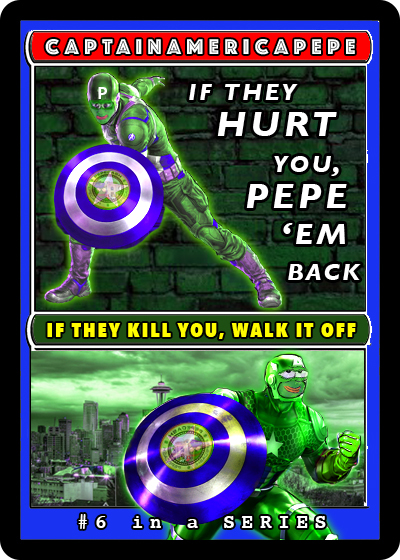 CAPTAINAMERICAPEPE
P
IF THEY
HURT
YOU,
PEPE
‘EM
BACK
IF THEY KILL YOU, WALK IT OFF
#6 in a SERIES